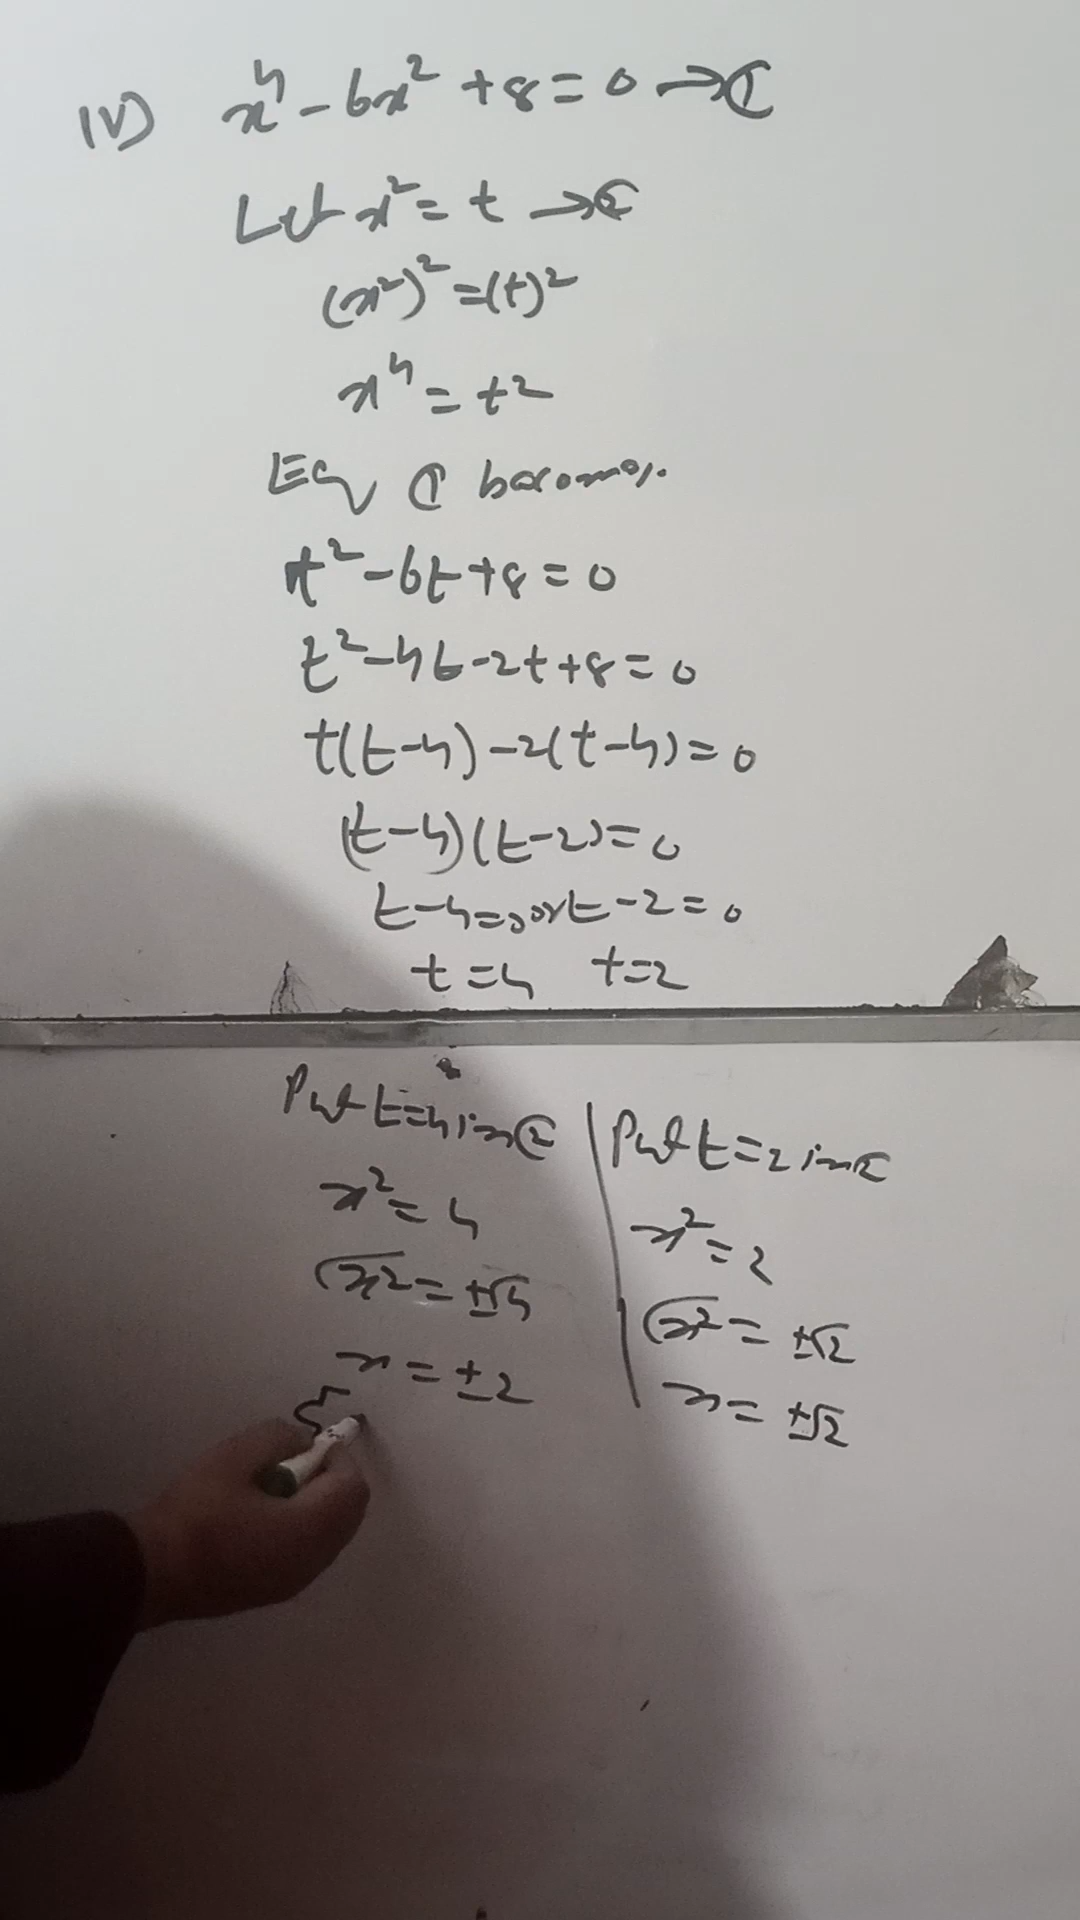 IV) x⁴ - 6x² + 8 = 0 → ①
Let x² = t → ②
(x²)² = (t)²
x⁴ = t²
Eq ① becomes
t² - 6t + 8 = 0
t² - 4t - 2t + 8 = 0
t(t-4) - 2(t-4) = 0
(t-4)(t-2) = 0
t-4=0 or t-2=0
t=4 t=2
Put t=4 in ②
x² = 4
√x² = ±√4
x = ±2
Put t=2 in ②
x² = 2
√x² = ±√2
x = ±√2